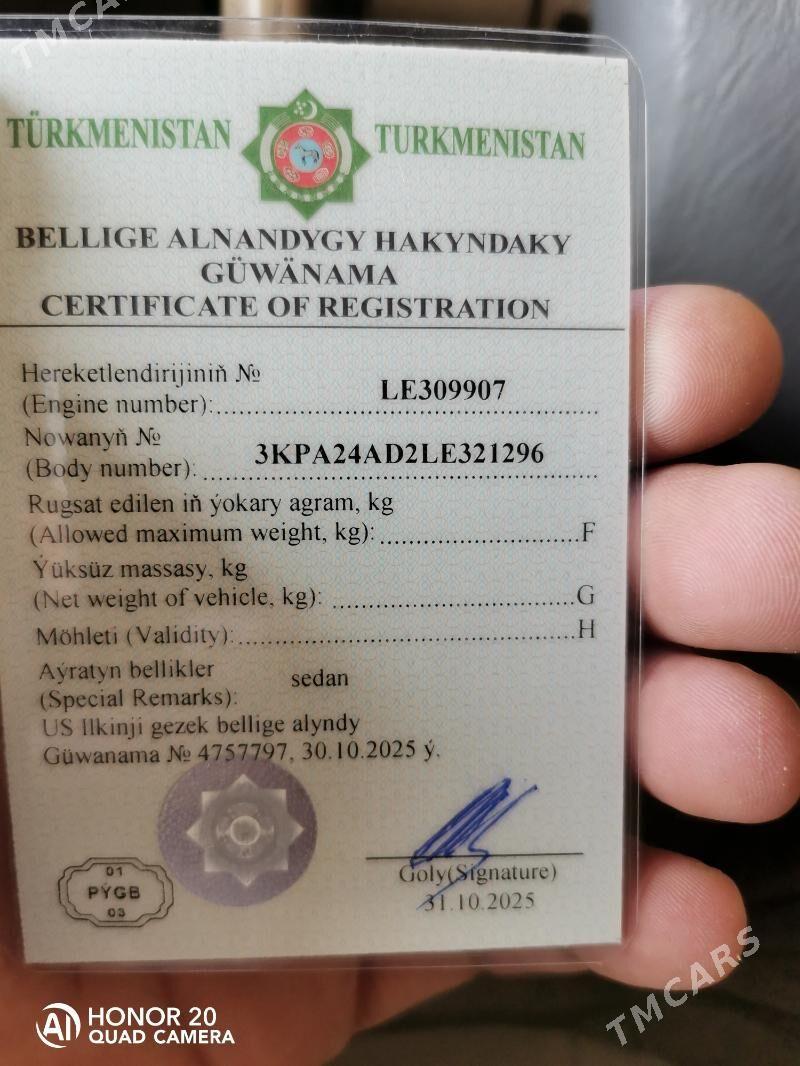 TMCARS
TÜRKMENISTAN TURKMENISTAN
BELLIGE ALNANDYGY HAKYNDAKY
GÜWÄNAMA
CERTIFICATE OF REGISTRATION
Hereketlendirijiniň №
(Engine number): LE309907
Nowanyň №
(Body number): 3KPA24AD2LE321296
Rugsat edilen iň ýokary agram, kg
(Allowed maximum weight, kg): F
Ýüksüz massasy, kg
(Net weight of vehicle, kg): G
Möhleti (Validity): H
Aýratyn bellikler
(Special Remarks): sedan
US Ilkinji gezek bellige alyndy
Güwanama № 4757797, 30.10.2025 ý.
01
PÝGB
03
Goly(Signature)
31.10.2025
TMCARS
AI HONOR 20
QUAD CAMERA